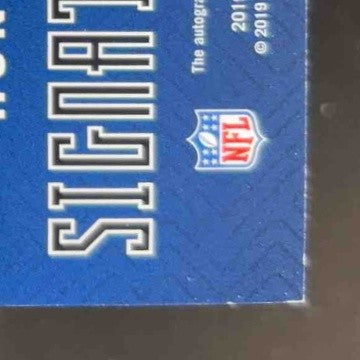 SIGNAT
The autogra
201
© 2019
NFL